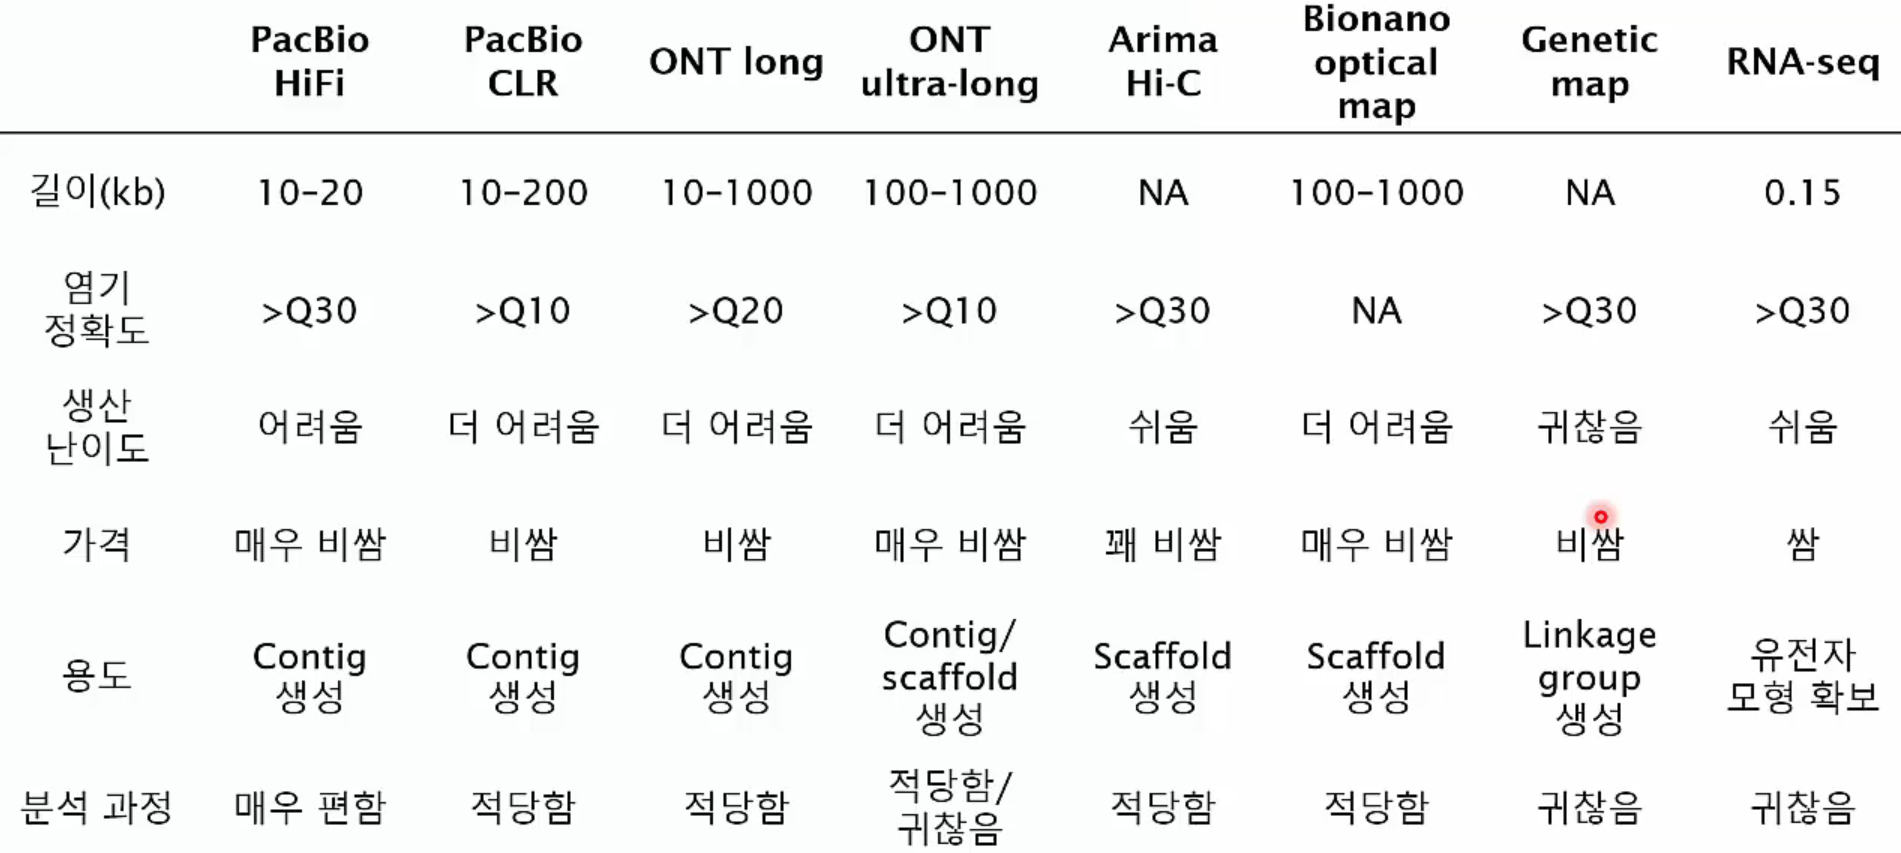 PacBio HiFi PacBio CLR ONT long ONT ultra-long Arima Hi-C Bionano optical map Genetic map RNA-seq
길이(kb) 10–20 10–200 10–1000 100–1000 NA 100–1000 NA 0.15
염기 정확도 >Q30 >Q10 >Q20 >Q10 >Q30 NA >Q30 >Q30
생산 난이도 어려움 더 어려움 더 어려움 더 어려움 쉬움 더 어려움 귀찮음 쉬움
가격 매우 비쌈 비쌈 비쌈 매우 비쌈 꽤 비쌈 매우 비쌈 비쌈 쌈
용도 Contig 생성 Contig 생성 Contig 생성 Contig/scaffold 생성 Scaffold 생성 Scaffold 생성 Linkage group 생성 유전자 모형 확보
분석 과정 매우 편함 적당함 적당함 적당함/귀찮음 적당함 적당함 귀찮음 귀찮음